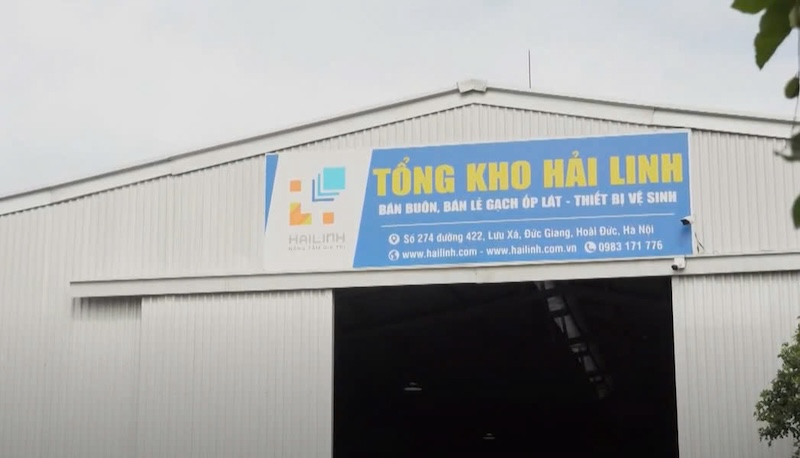 TỔNG KHO HẢI LINH
BÁN BUÔN, BÁN LẺ GẠCH ỐP LÁT - THIẾT BỊ VỆ SINH
Số 274 đường 422, Lưu Xá, Đức Giang, Hoài Đức, Hà Nội
www.hailinh.com - www.hailinh.com.vn 0983 171 776
HAILINH